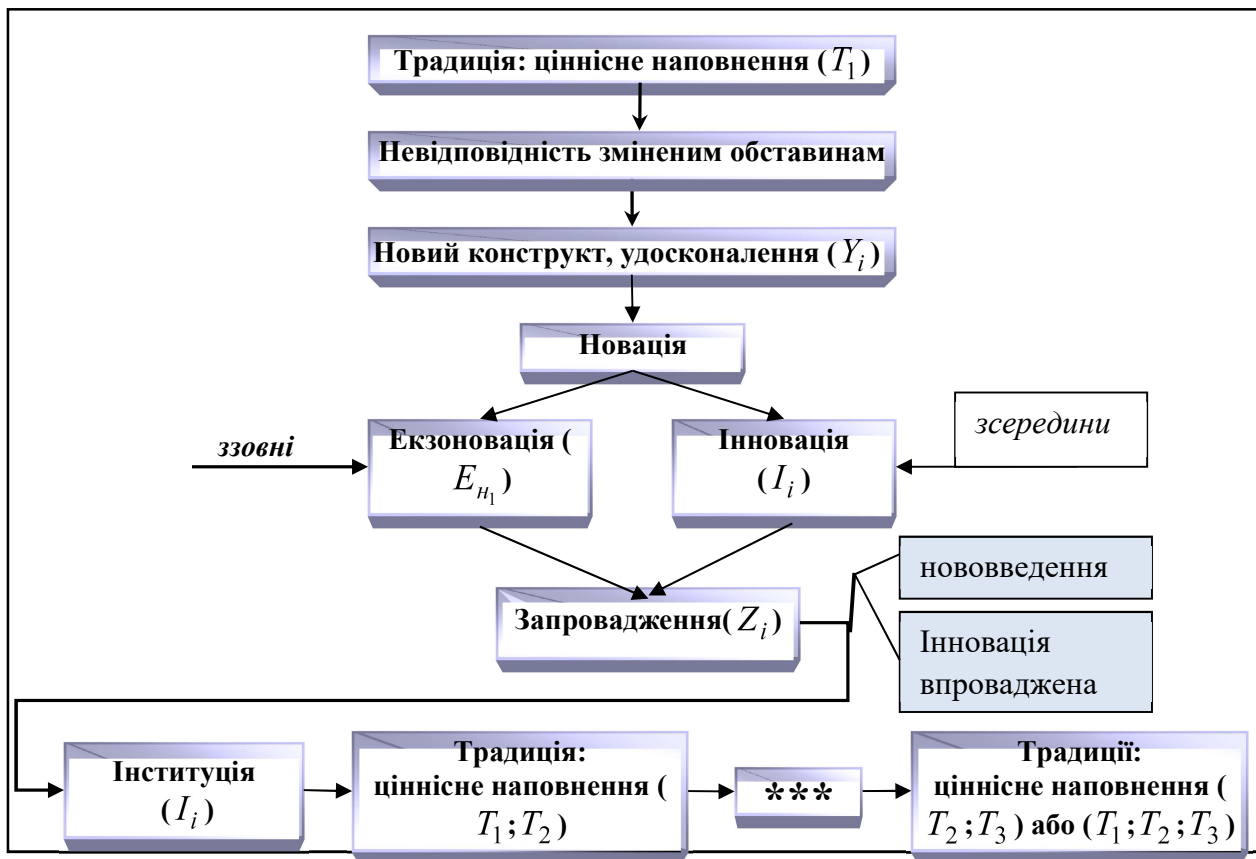 Традиція: ціннісне наповнення (T₁)
Невідповідність зміненим обставинам
Новий конструкт, удосконалення (Yᵢ)
Новація
ззовні
Екзоновація (
E_{н₁})
Інновація
(Iᵢ)
зсередини
Запровадження(Zᵢ)
нововведення
Інновація
впроваджена
Інституція
(Iᵢ)
Традиція:
ціннісне наповнення (
T₁;T₂)
***
Традиції:
ціннісне наповнення (
T₂;T₃) або (T₁;T₂;T₃)